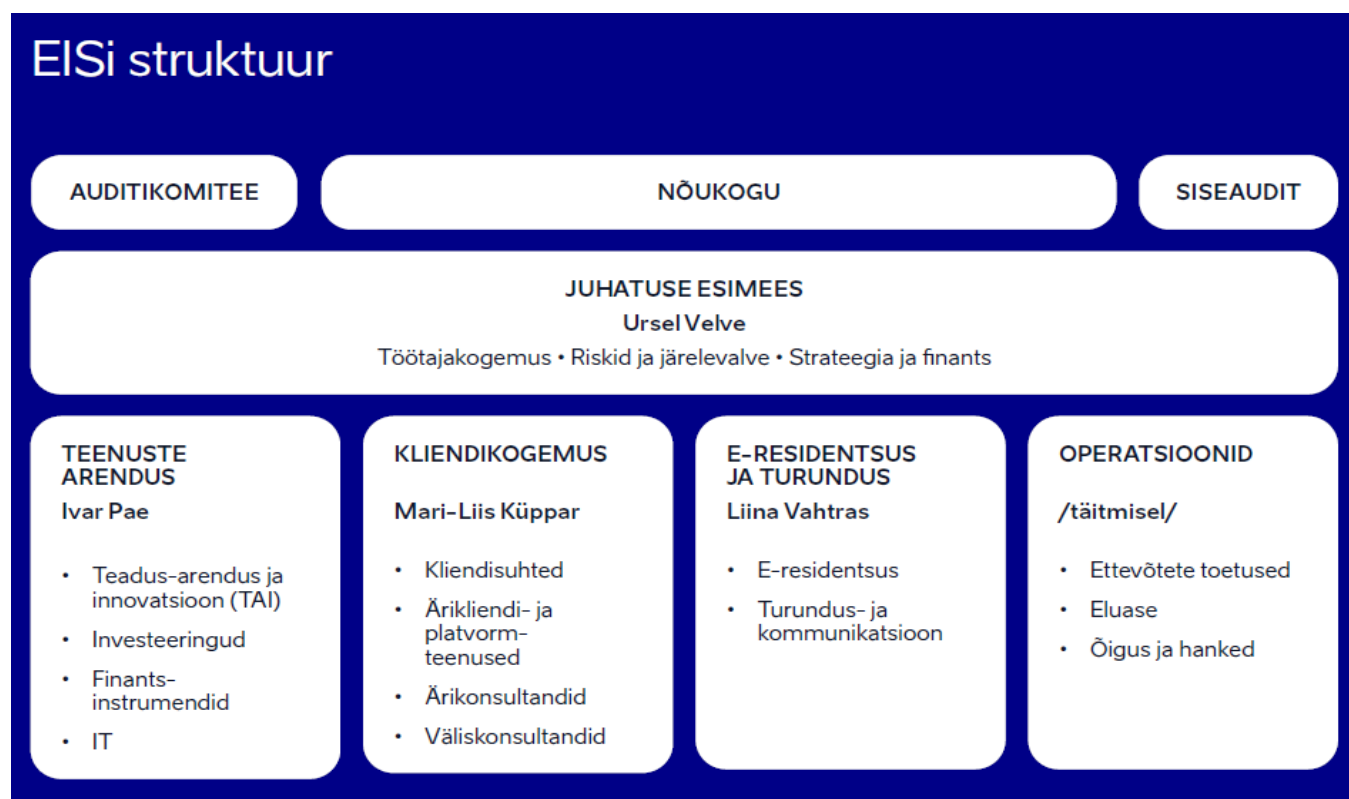 EISi struktuur
AUDITIKOMITEE
NÕUKOGU
SISEAUDIT
JUHATUSE ESIMEES
Ursel Velve
Töötajakogemus • Riskid ja järelevalve • Strateegia ja finants
TEENUSTE
ARENDUS
Ivar Pae
• Teadus-arendus ja
innovatsioon (TAI)
• Investeeringud
• Finants-
instrumendid
• IT
KLIENDIKOGEMUS
Mari-Liis Küppar
• Kliendisuhted
• Ärikliendi- ja
platvorm-
teenused
• Ärikonsultandid
• Väliskonsultandid
E-RESIDENTSUS
JA TURUNDUS
Liina Vahtras
• E-residentsus
• Turundus- ja
kommunikatsioon
OPERATSIOONID
/täitmisel/
• Ettevõtete toetused
• Eluase
• Õigus ja hanked